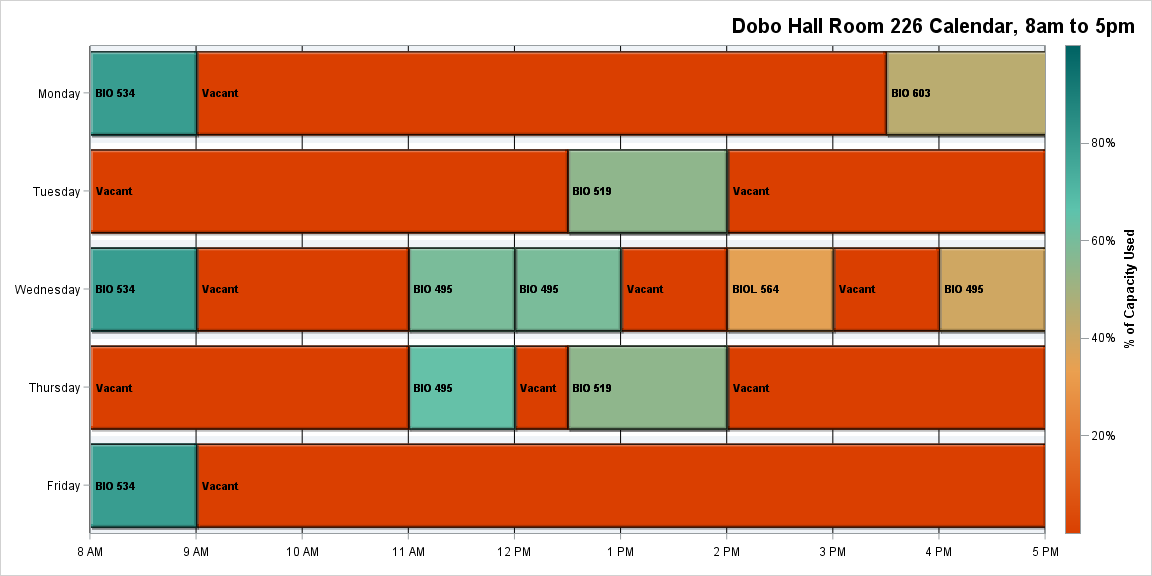 Dobo Hall Room 226 Calendar, 8am to 5pm
Monday
BIO 534
Vacant
BIO 603
Tuesday
Vacant
BIO 519
Vacant
Wednesday
BIO 534
Vacant
BIO 495
BIO 495
Vacant
BIOL 564
Vacant
BIO 495
Thursday
Vacant
BIO 495
Vacant
BIO 519
Vacant
Friday
BIO 534
Vacant
8 AM
9 AM
10 AM
11 AM
12 PM
1 PM
2 PM
3 PM
4 PM
5 PM
80%
60%
40%
20%
% of Capacity Used